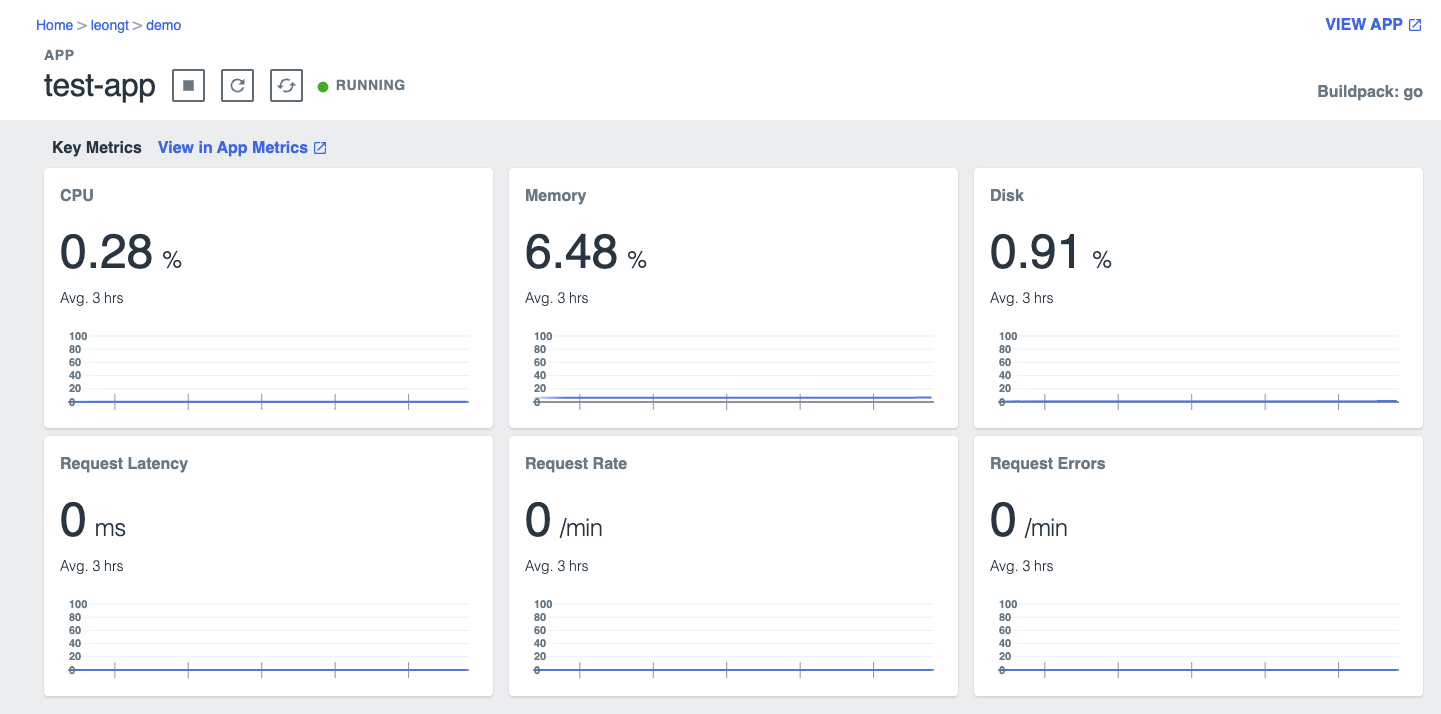 Home > leongt > demo
VIEW APP
APP
test-app
RUNNING
Buildpack: go
Key Metrics View in App Metrics
CPU
0.28 %
Avg. 3 hrs
100
80
60
40
20
0
Memory
6.48 %
Avg. 3 hrs
100
80
60
40
20
0
Disk
0.91 %
Avg. 3 hrs
100
80
60
40
20
0
Request Latency
0 ms
Avg. 3 hrs
100
80
60
40
20
0
Request Rate
0 /min
Avg. 3 hrs
100
80
60
40
20
0
Request Errors
0 /min
Avg. 3 hrs
100
80
60
40
20
0